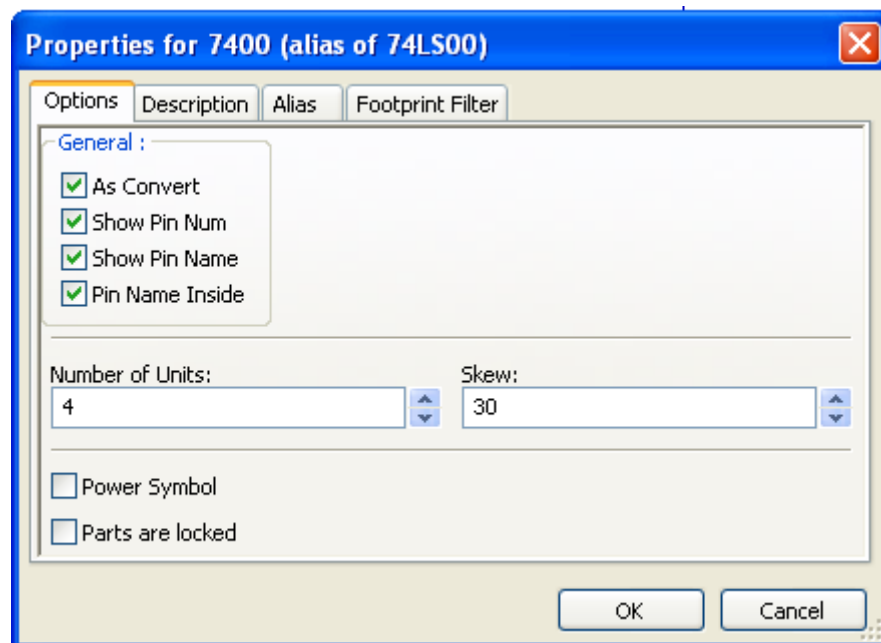 Properties for 7400 (alias of 74LS00)
Options Description Alias Footprint Filter
General :
As Convert
Show Pin Num
Show Pin Name
Pin Name Inside
Number of Units: Skew:
4 30
Power Symbol
Parts are locked
OK Cancel